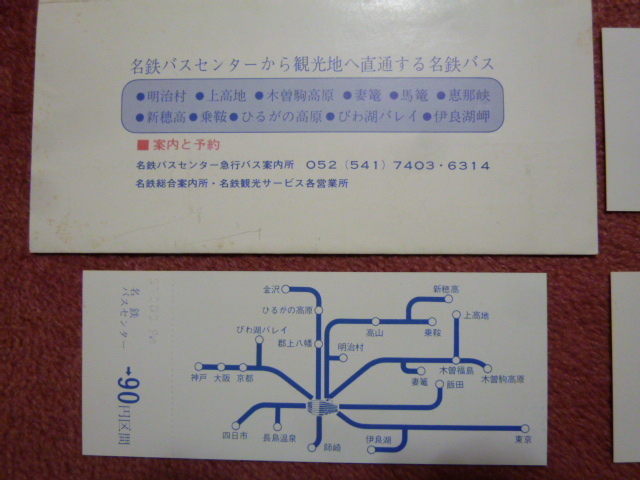 名鉄バスセンターから観光地へ直通する名鉄バス
●明治村 ●上高地 ●木曽駒高原 ●妻篭 ●馬篭 ●恵那峡
●新穂高 ●乗鞍 ●ひるがの高原 ●びわ湖バレイ ●伊良湖岬
■案内と予約
名鉄バスセンター急行バス案内所 052 (541) 7403・6314
名鉄総合案内所・名鉄観光サービス各営業所
名鉄
バスセンター
➔90円区間
金沢
ひるがの高原
郡上八幡
びわ湖バレイ
神戸
大阪
京都
明治村
高山
乗鞍
新穂高
上高地
木曽福島
木曽駒高原
妻篭
飯田
四日市
長島温泉
師崎
伊良湖
東京